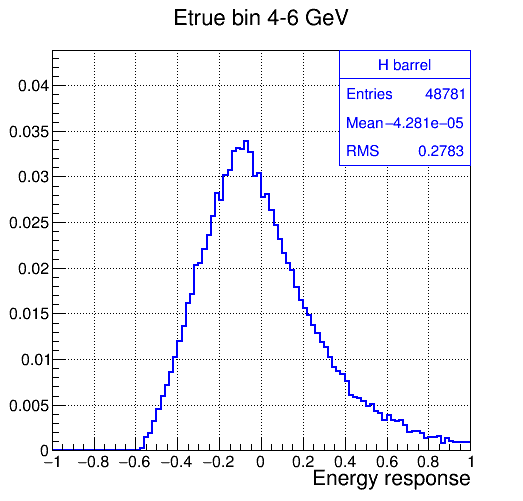 Etrue bin 4-6 GeV
H barrel
Entries 48781
Mean −4.281e−05
RMS 0.2783
0.04
0.035
0.03
0.025
0.02
0.015
0.01
0.005
0
−1 −0.8 −0.6 −0.4 −0.2 0 0.2 0.4 0.6 0.8 1
Energy response